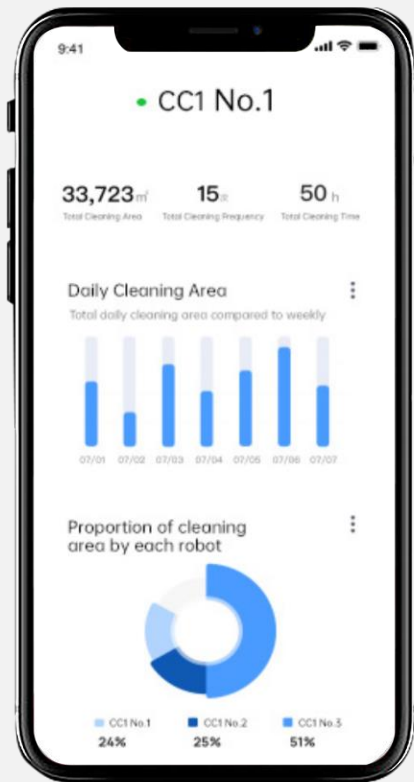 9:41
CC1 No.1
33,723㎡ 15次 50 h
Total Cleaning Area Total Cleaning Frequency Total Cleaning Time
Daily Cleaning Area
Total daily cleaning area compared to weekly
07/01 07/02 07/03 07/04 07/05 07/06 07/07
Proportion of cleaning
area by each robot
CC1 No.1 CC1 No.2 CC1 No.3
24% 25% 51%